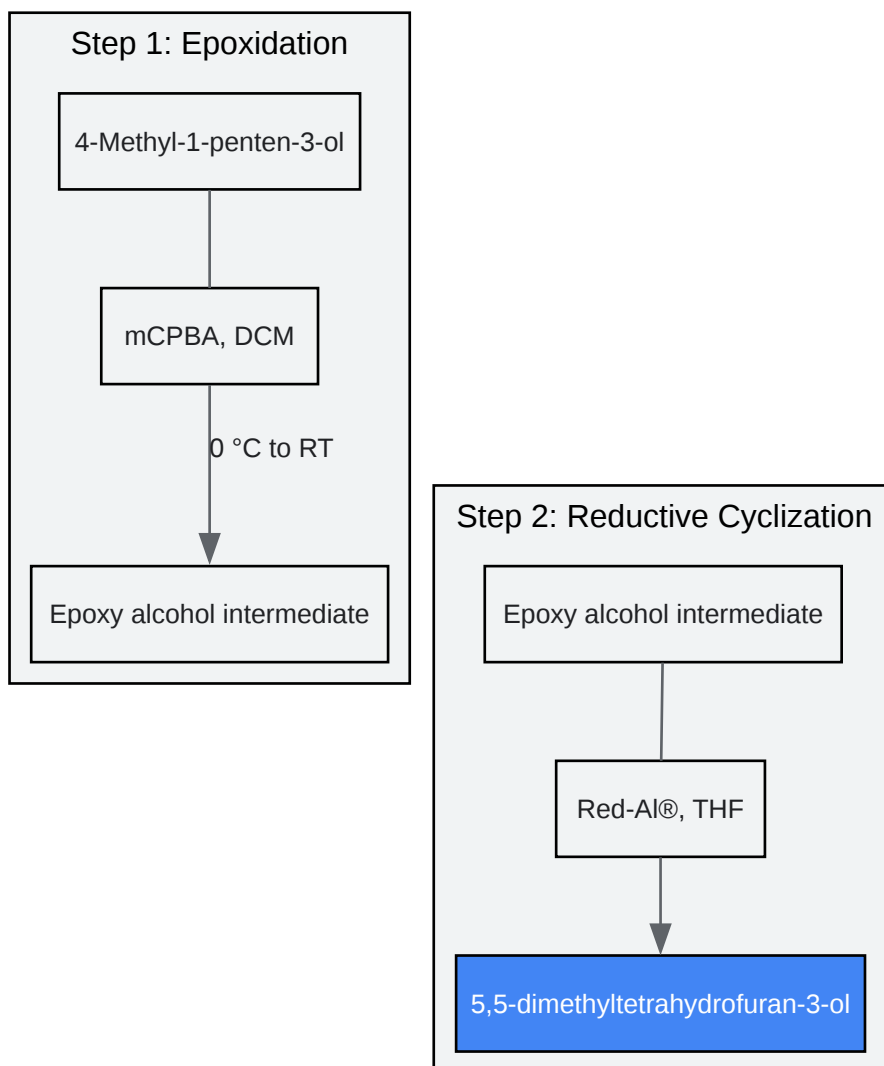 Step 1: Epoxidation
4-Methyl-1-penten-3-ol
mCPBA, DCM
0 °C to RT
Epoxy alcohol intermediate
Step 2: Reductive Cyclization
Epoxy alcohol intermediate
Red-Al®, THF
5,5-dimethyltetrahydrofuran-3-ol